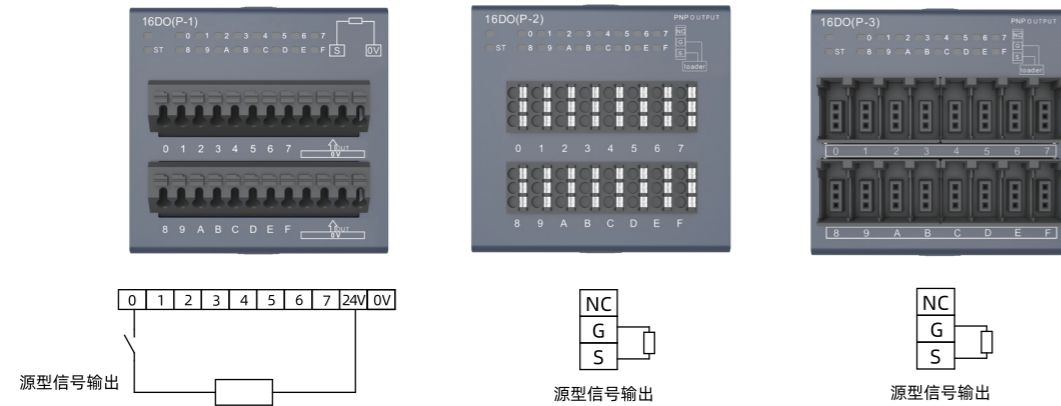 16DO(P-1)
0 1 2 3 4 5 6 7
ST 8 9 A B C D E F
S 0V
0 1 2 3 4 5 6 7
OUT
0V
8 9 A B C D E F
OUT
0V
16DO(P-2)
PNP OUTPUT
0 1 2 3 4 5 6 7
ST 8 9 A B C D E F
NC
G
S
loader
0 1 2 3 4 5 6 7
8 9 A B C D E F
16DO(P-3)
PNP OUTPUT
0 1 2 3 4 5 6 7
ST 8 9 A B C D E F
NC
G
S
loader
0 1 2 3 4 5 6 7
8 9 A B C D E F
0 1 2 3 4 5 6 7 24V 0V
源型信号输出
NC
G
S
源型信号输出
NC
G
S
源型信号输出